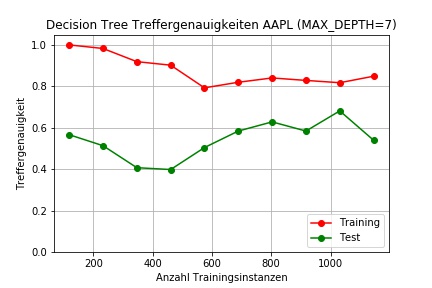 Decision Tree Treffergenauigkeiten AAPL (MAX_DEPTH=7)
1.0
0.8
0.6
0.4
0.2
0.0
Treffergenauigkeit
200 400 600 800 1000
Anzahl Trainingsinstanzen
Training
Test